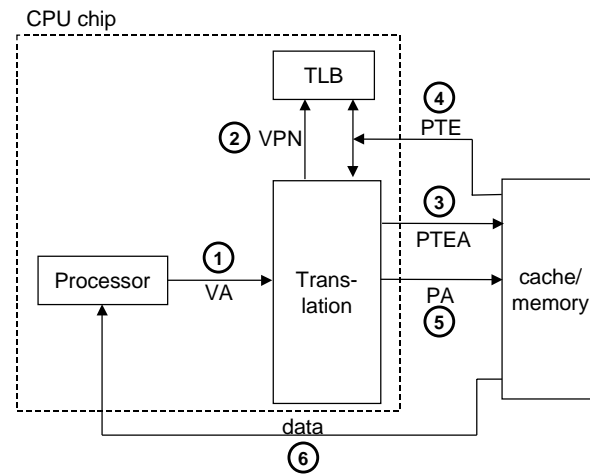 CPU chip
TLB
4
2 VPN
PTE
3
PTEA
1
Processor
VA
Trans-
lation
PA
5
cache/
memory
data
6